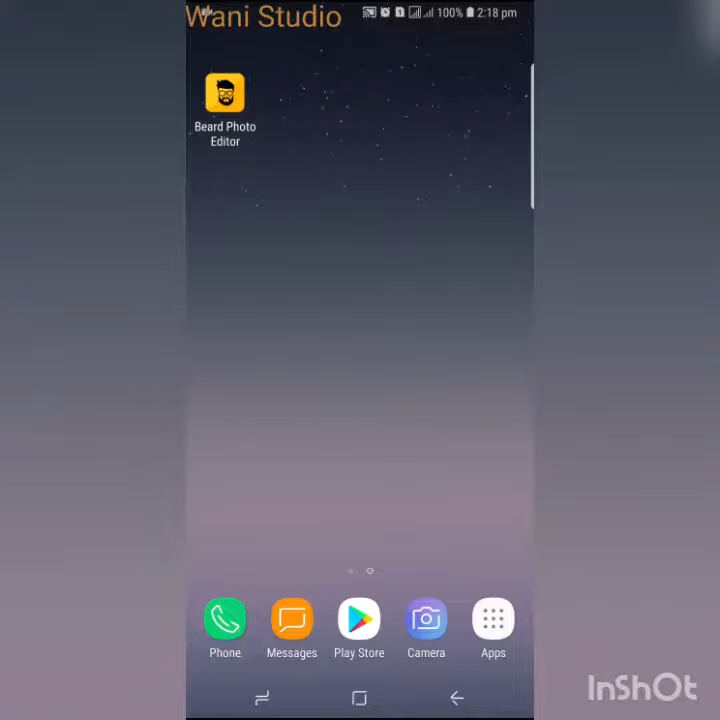 Wani Studio
100% 2:18 pm
Beard Photo
Editor
Phone Messages Play Store Camera Apps
InShOt